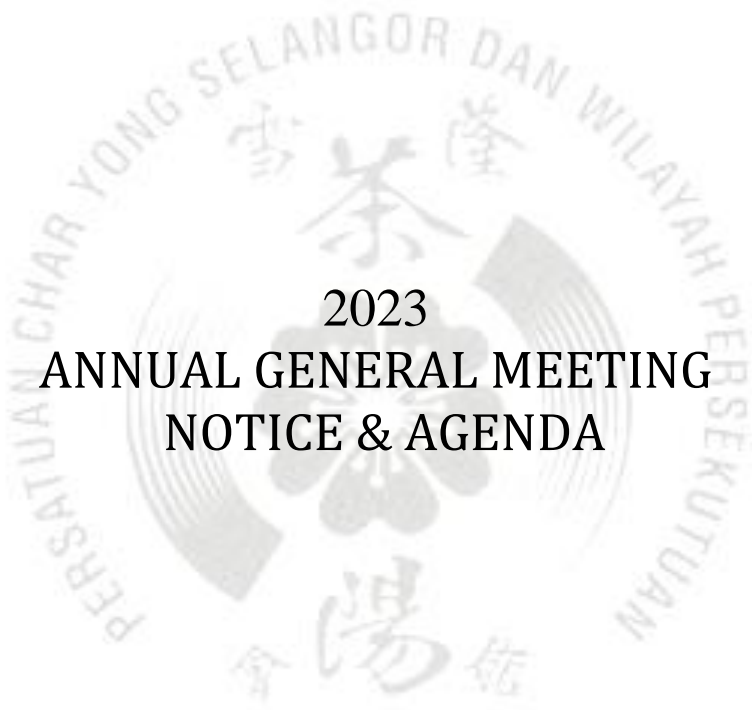 PERSATUAN CHAR YONG SELANGOR DAN WILAYAH PERSEKUTUAN
雪 隆
茶
2023
ANNUAL GENERAL MEETING
NOTICE & AGENDA
陽
會 館